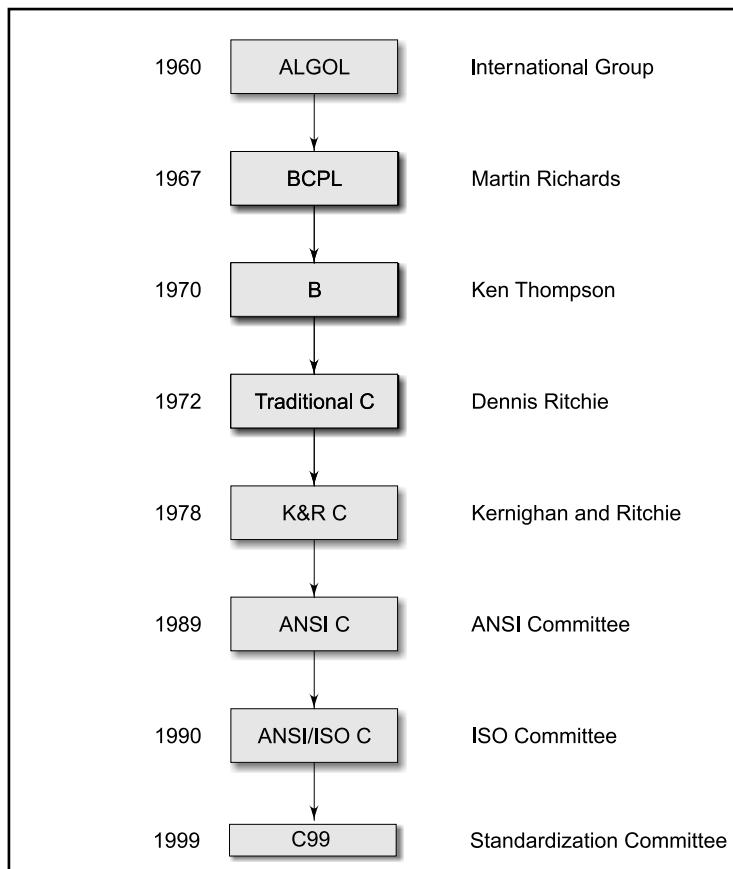 1960 ALGOL International Group
1967 BCPL Martin Richards
1970 B Ken Thompson
1972 Traditional C Dennis Ritchie
1978 K&R C Kernighan and Ritchie
1989 ANSI C ANSI Committee
1990 ANSI/ISO C ISO Committee
1999 C99 Standardization Committee